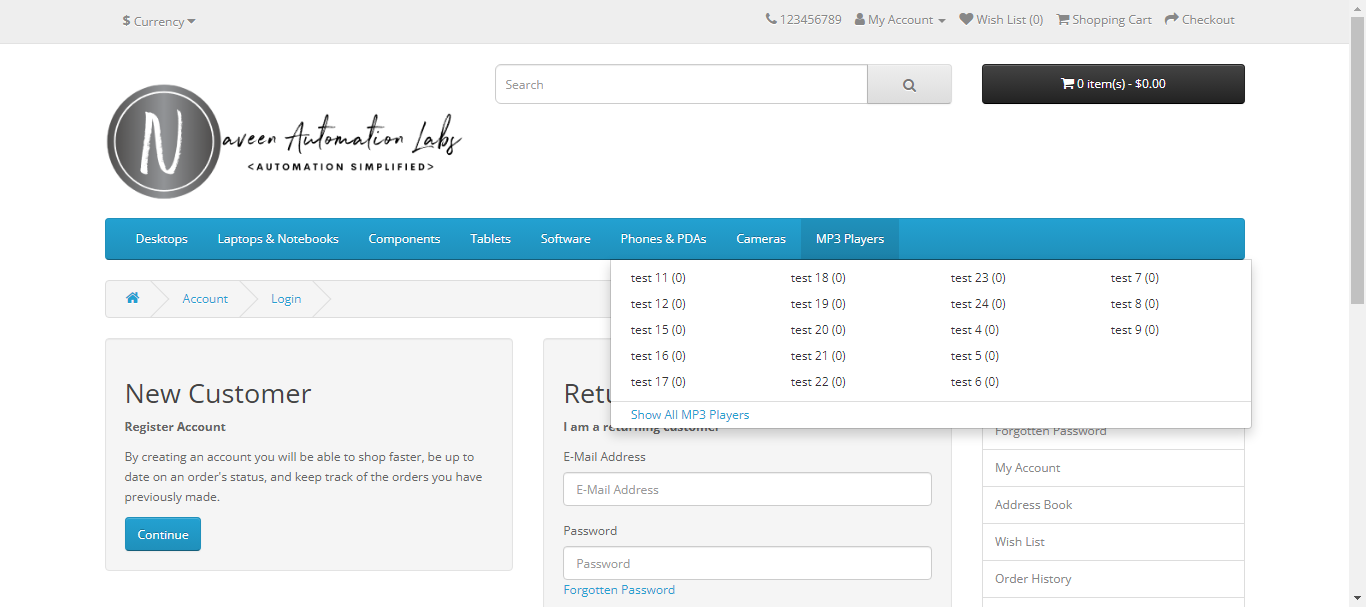 $ Currency
123456789 My Account Wish List (0) Shopping Cart Checkout
Search
0 item(s) - $0.00
N aveen Automation Labs
<AUTOMATION SIMPLIFIED>
Desktops Laptops & Notebooks Components Tablets Software Phones & PDAs Cameras MP3 Players
test 11 (0) test 18 (0) test 23 (0) test 7 (0)
test 12 (0) test 19 (0) test 24 (0) test 8 (0)
test 15 (0) test 20 (0) test 4 (0) test 9 (0)
test 16 (0) test 21 (0) test 5 (0)
test 17 (0) test 22 (0) test 6 (0)
Show All MP3 Players
Account Login
New Customer
Register Account
By creating an account you will be able to shop faster, be up to
date on an order's status, and keep track of the orders you have
previously made.
Continue
Retu
I am a returning customer
E-Mail Address
E-Mail Address
Password
Password
Forgotten Password
Forgotten Password
My Account
Address Book
Wish List
Order History